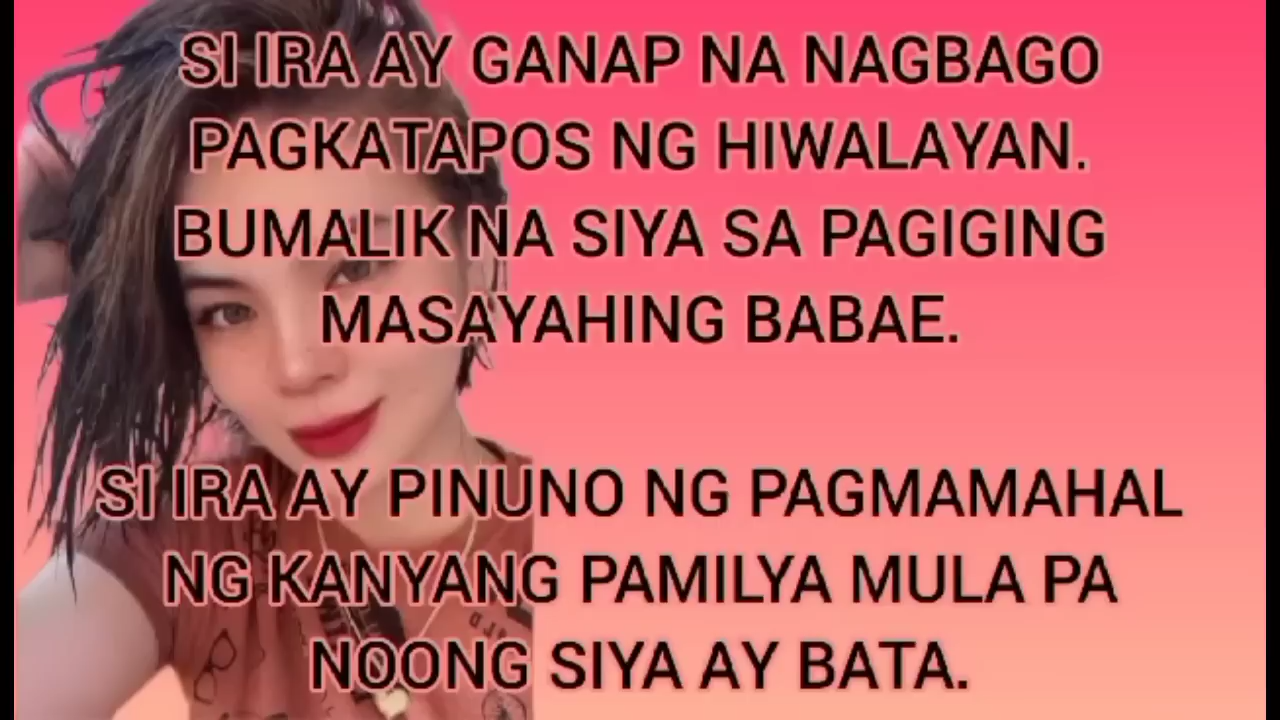 SI IRA AY GANAP NA NAGBAGO
PAGKATAPOS NG HIWALAYAN.
BUMALIK NA SIYA SA PAGIGING
MASAYAHING BABAE.
SI IRA AY PINUNO NG PAGMAMAHAL
NG KANYANG PAMILYA MULA PA
NOONG SIYA AY BATA.